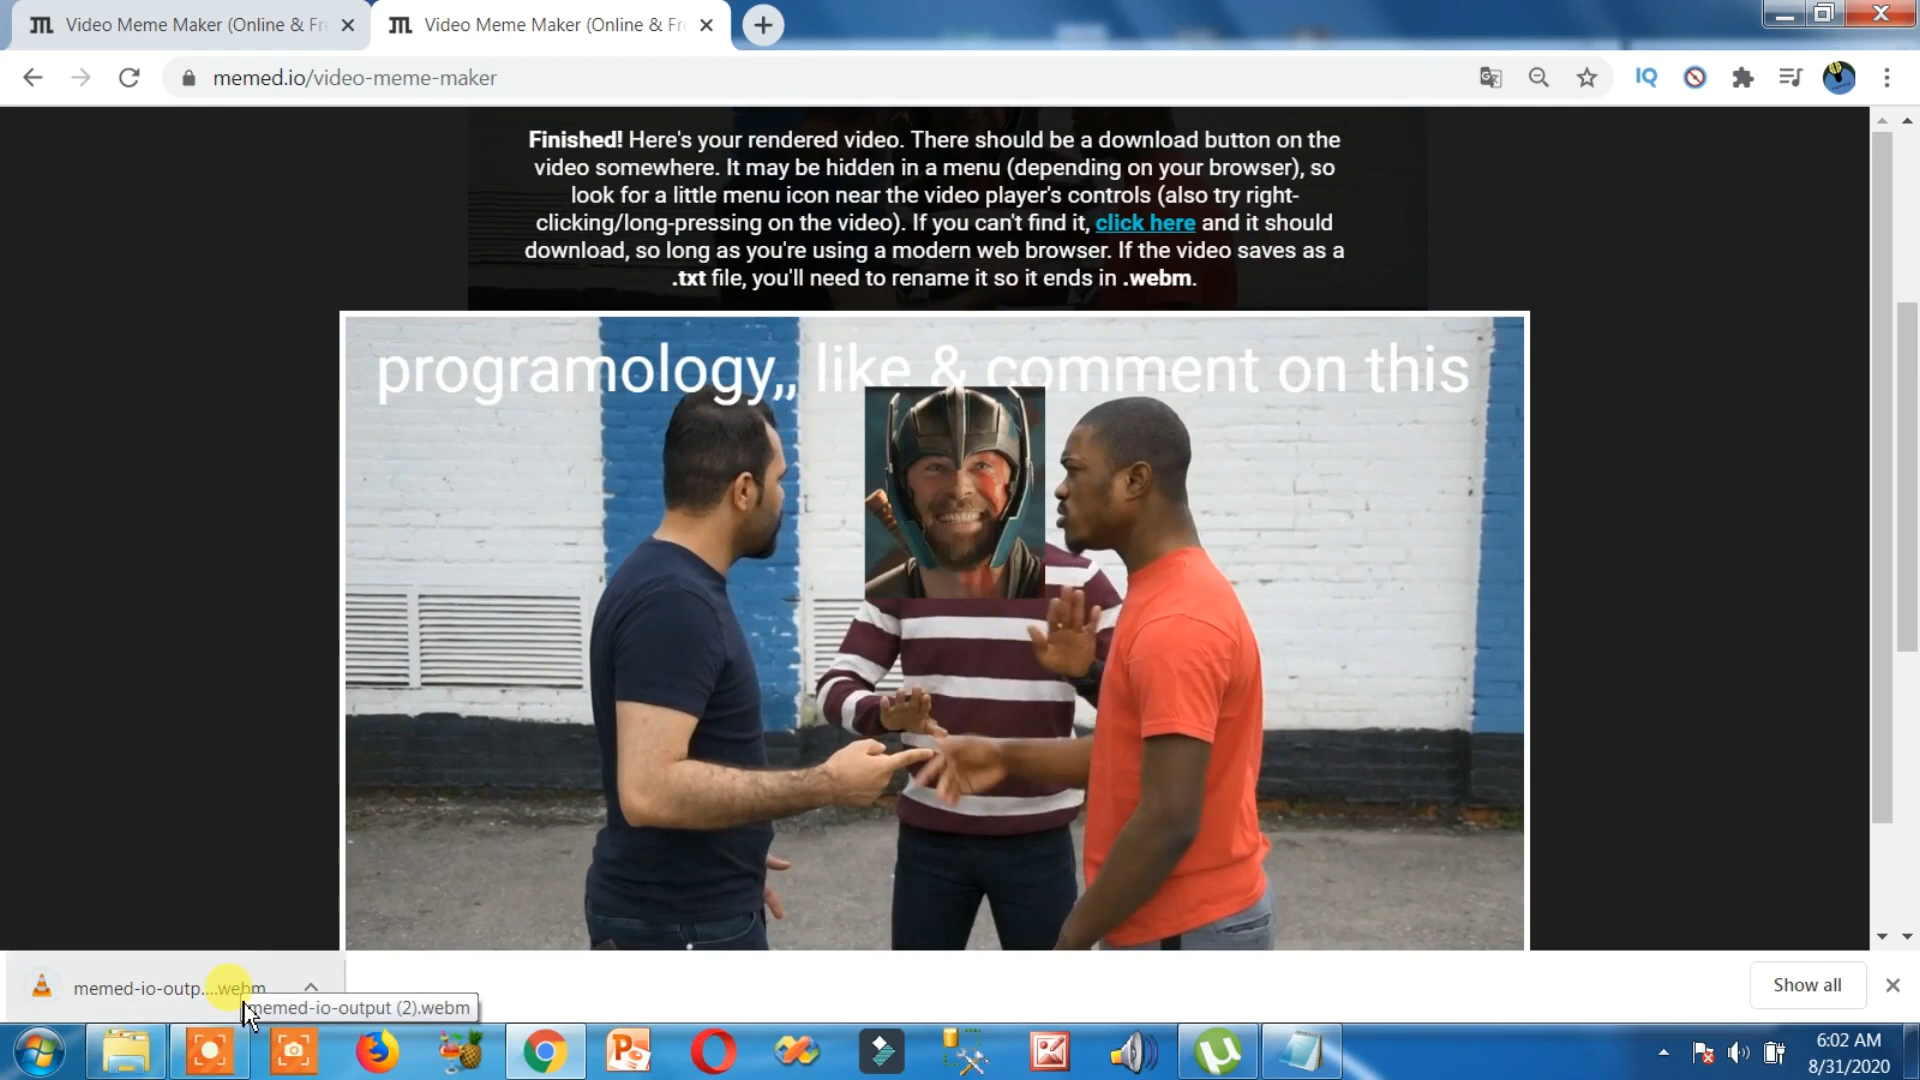 Video Meme Maker (Online & Fr
Video Meme Maker (Online & Fre
memed.io/video-meme-maker
IQ
Finished! Here's your rendered video. There should be a download button on the
video somewhere. It may be hidden in a menu (depending on your browser), so
look for a little menu icon near the video player's controls (also try right-
clicking/long-pressing on the video). If you can't find it, click here and it should
download, so long as you're using a modern web browser. If the video saves as a
.txt file, you'll need to rename it so it ends in .webm.
programology,, like & comment on this
memed-io-outp....webm
memed-io-output (2).webm
Show all
6:02 AM
8/31/2020